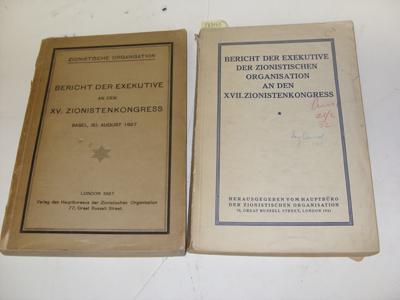 ZIONISTISCHE ORGANISATION
BERICHT DER EXEKUTIVE
AN DEN
XV. ZIONISTENKONGRESS
BASEL, 30. AUGUST 1927
LONDON 1927
Verlag des Hauptbureaus der Zionistischen Organisation
77, Great Russell Street.
BERICHT DER EXEKUTIVE
DER ZIONISTISCHEN
ORGANISATION
AN DEN
XVII. ZIONISTENKONGRESS
HERAUSGEGEBEN VOM HAUPTBÜRO
DER ZIONISTISCHEN ORGANISATION
77, GREAT RUSSELL STREET, LONDON 1931